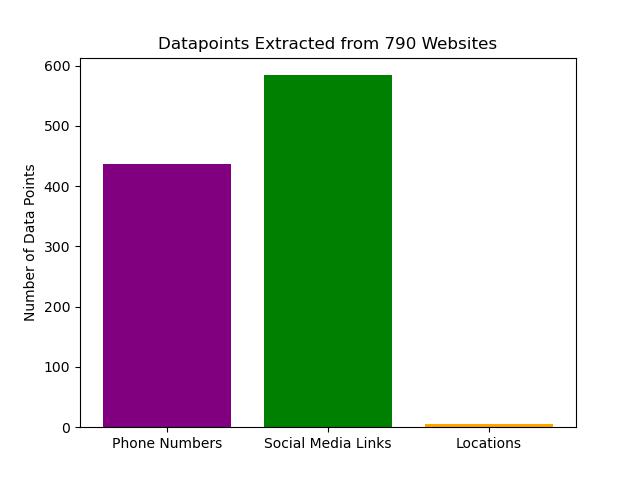 Datapoints Extracted from 790 Websites
Number of Data Points
600
500
400
300
200
100
0
Phone Numbers
Social Media Links
Locations